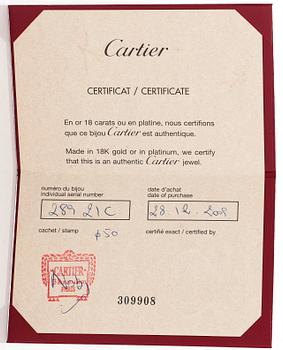 Cartier
CERTIFICAT / CERTIFICATE
En or 18 carats ou en platine, nous certifions
que ce bijou Cartier est authentique.
Made in 18K gold or in platinum, we certify
that this is an authentic Cartier jewel.
numéro du bijou
individual serial number
date d'achat
date of purchase
289 21C
28.12.2008
cachet / stamp
$50
certifié exact / certified by
CARTIER
309908